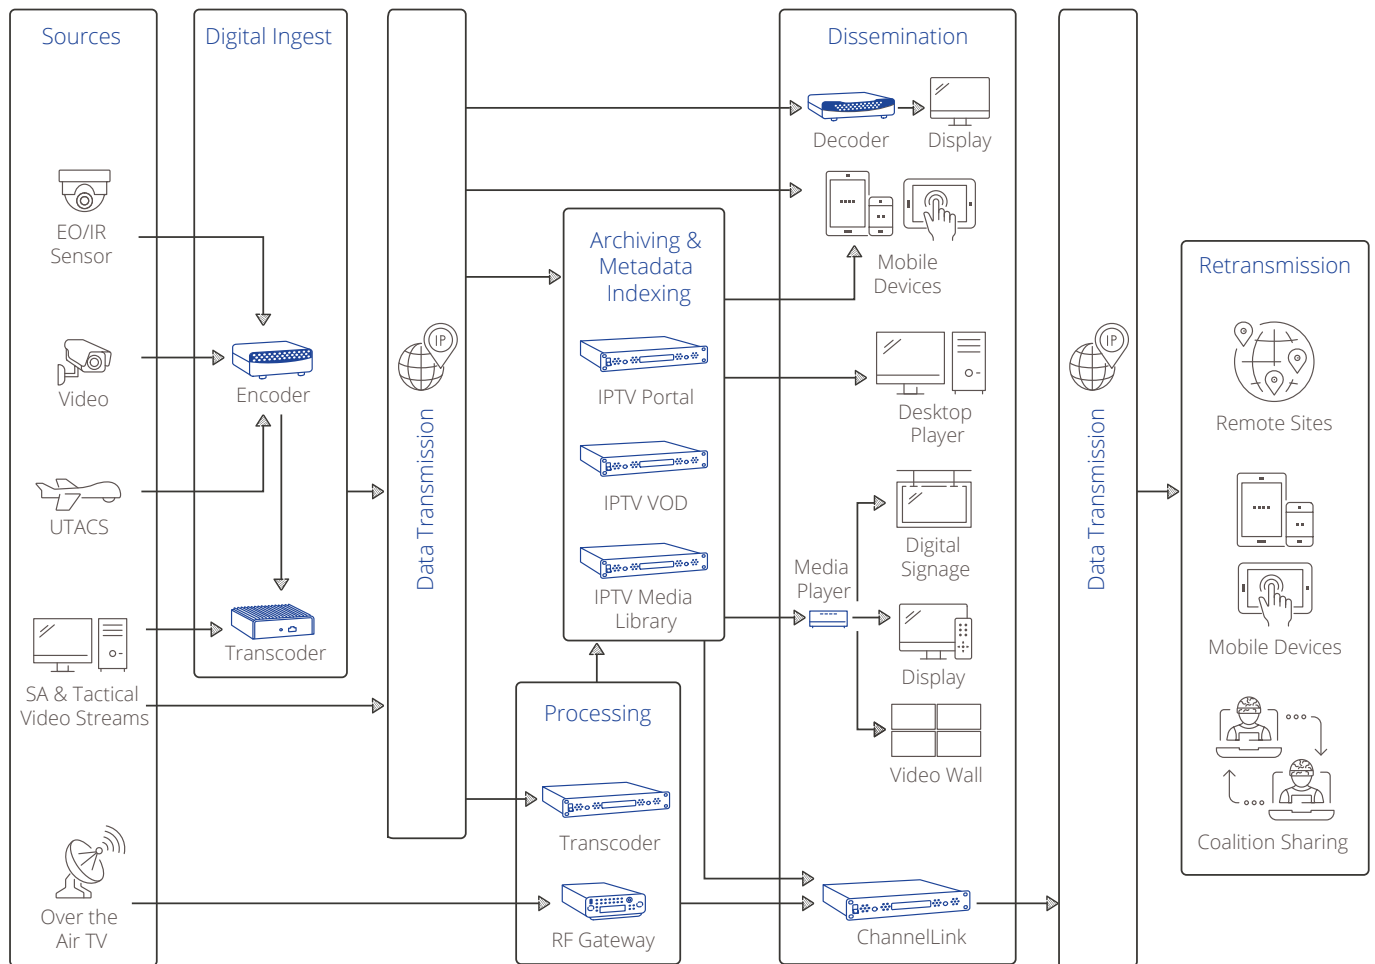 Sources
EO/IR
Sensor
Video
UTACS
SA & Tactical
Video Streams
Over the
Air TV
Digital Ingest
Encoder
Transcoder
IP
Data Transmission
Archiving &
Metadata
Indexing
IPTV Portal
IPTV VOD
IPTV Media
Library
Processing
Transcoder
RF Gateway
Dissemination
Decoder
Display
Mobile
Devices
Desktop
Player
Media
Player
Digital
Signage
Display
Video Wall
ChannelLink
IP
Data Transmission
Retransmission
Remote Sites
Mobile Devices
Coalition Sharing